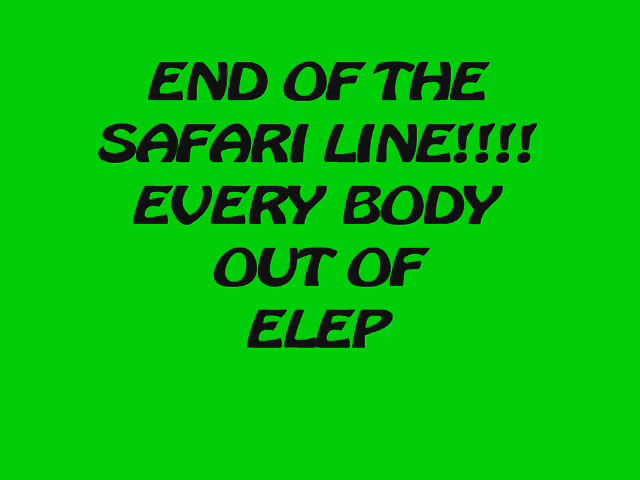 END OF THE
SAFARI LINE!!!!
EVERY BODY
OUT OF
ELEP